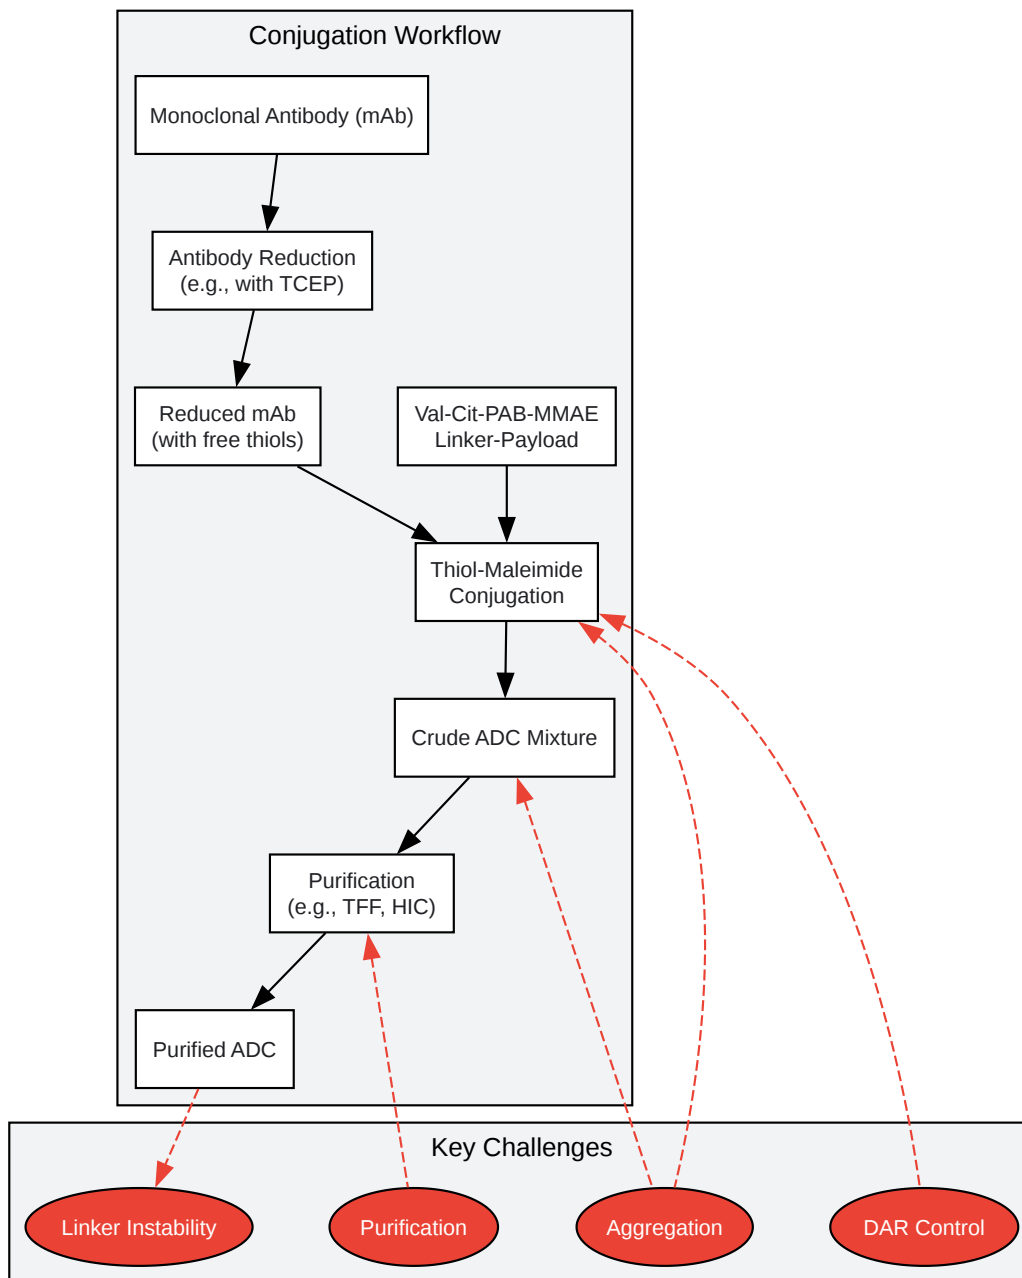 Conjugation Workflow
Monoclonal Antibody (mAb)
Antibody Reduction
(e.g., with TCEP)
Reduced mAb
(with free thiols)
Val-Cit-PAB-MMAE
Linker-Payload
Thiol-Maleimide
Conjugation
Crude ADC Mixture
Purification
(e.g., TFF, HIC)
Purified ADC
Key Challenges
Linker Instability
Purification
Aggregation
DAR Control